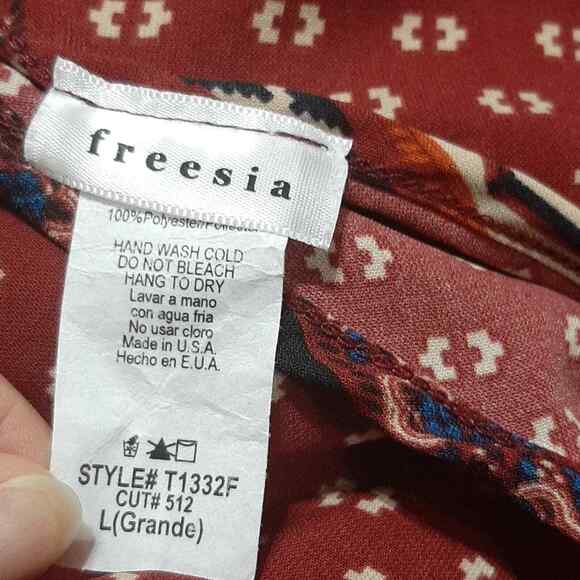 freesia
100%Polyester/Poliester
HAND WASH COLD
DO NOT BLEACH
HANG TO DRY
Lavar a mano
con agua fria
No usar cloro
Made in U.S.A.
Hecho en E.U.A.
STYLE# T1332F
CUT# 512
L(Grande)